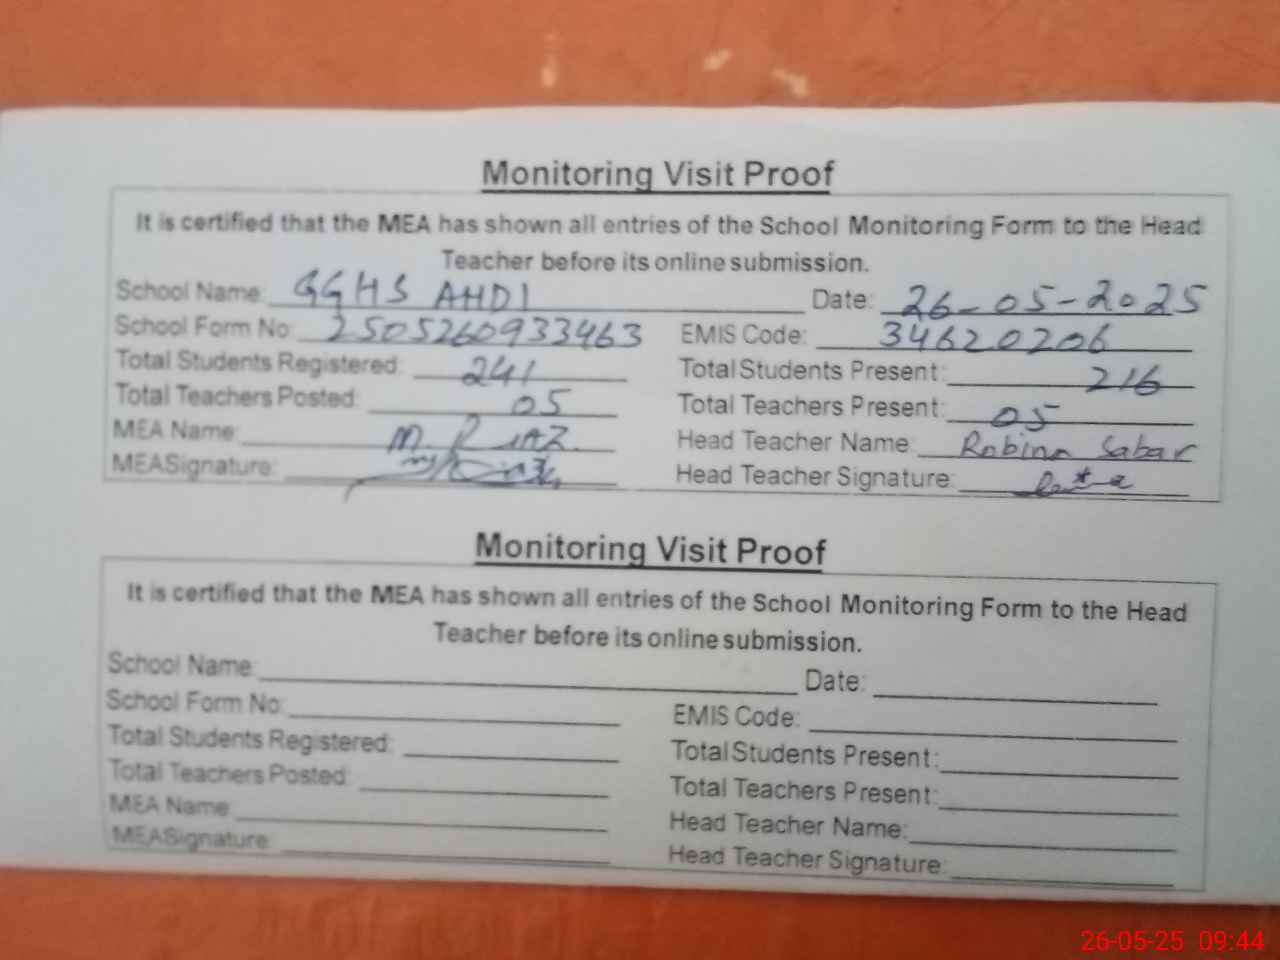 Monitoring Visit Proof
It is certified that the MEA has shown all entries of the School Monitoring Form to the Head
Teacher before its online submission.
School Name: GGHS AHDI Date: 26-05-2025
School Form No: 2505260933463 EMIS Code: 34620206
Total Students Registered: 241 Total Students Present: 216
Total Teachers Posted: 05 Total Teachers Present: 05
MEA Name: M. RIAZ Head Teacher Name: Robina Sabar
MEASignature: Head Teacher Signature:
Monitoring Visit Proof
It is certified that the MEA has shown all entries of the School Monitoring Form to the Head
Teacher before its online submission.
School Name: Date:
School Form No: EMIS Code:
Total Students Registered: Total Students Present:
Total Teachers Posted: Total Teachers Present:
MEA Name Head Teacher Name:
MEASignature: Head Teacher Signature:
26-05-25 09:44